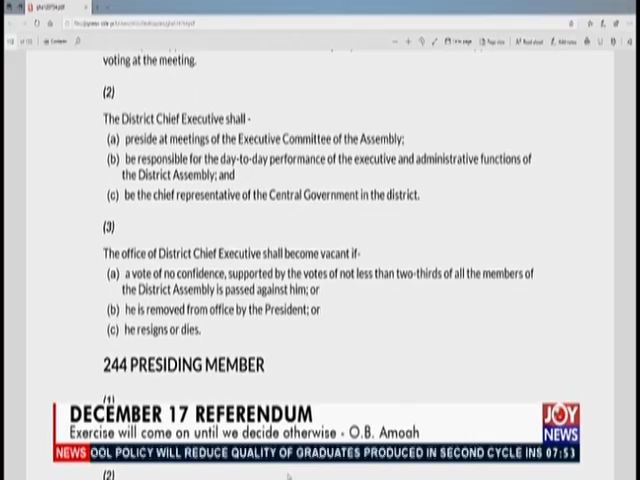 voting at the meeting.
(2)
The District Chief Executive shall -
(a) preside at meetings of the Executive Committee of the Assembly;
(b) be responsible for the day-to-day performance of the executive and administrative functions of
the District Assembly; and
(c) be the chief representative of the Central Government in the district.
(3)
The office of District Chief Executive shall become vacant if-
(a) a vote of no confidence, supported by the votes of not less than two-thirds of all the members of
the District Assembly is passed against him; or
(b) he is removed from office by the President; or
(c) he resigns or dies.
244 PRESIDING MEMBER
(1)
DECEMBER 17 REFERENDUM
Exercise will come on until we decide otherwise - O.B. Amoah
JOY
NEWS
NEWS OOL POLICY WILL REDUCE QUALITY OF GRADUATES PRODUCED IN SECOND CYCLE INS 07:53
(2)